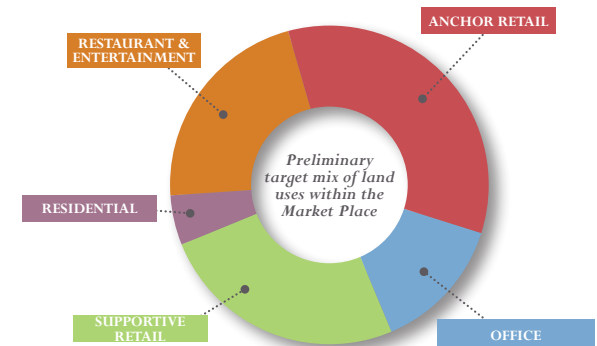 ANCHOR RETAIL
RESTAURANT &
ENTERTAINMENT
Preliminary
target mix of land
uses within the
Market Place
RESIDENTIAL
SUPPORTIVE
RETAIL
OFFICE